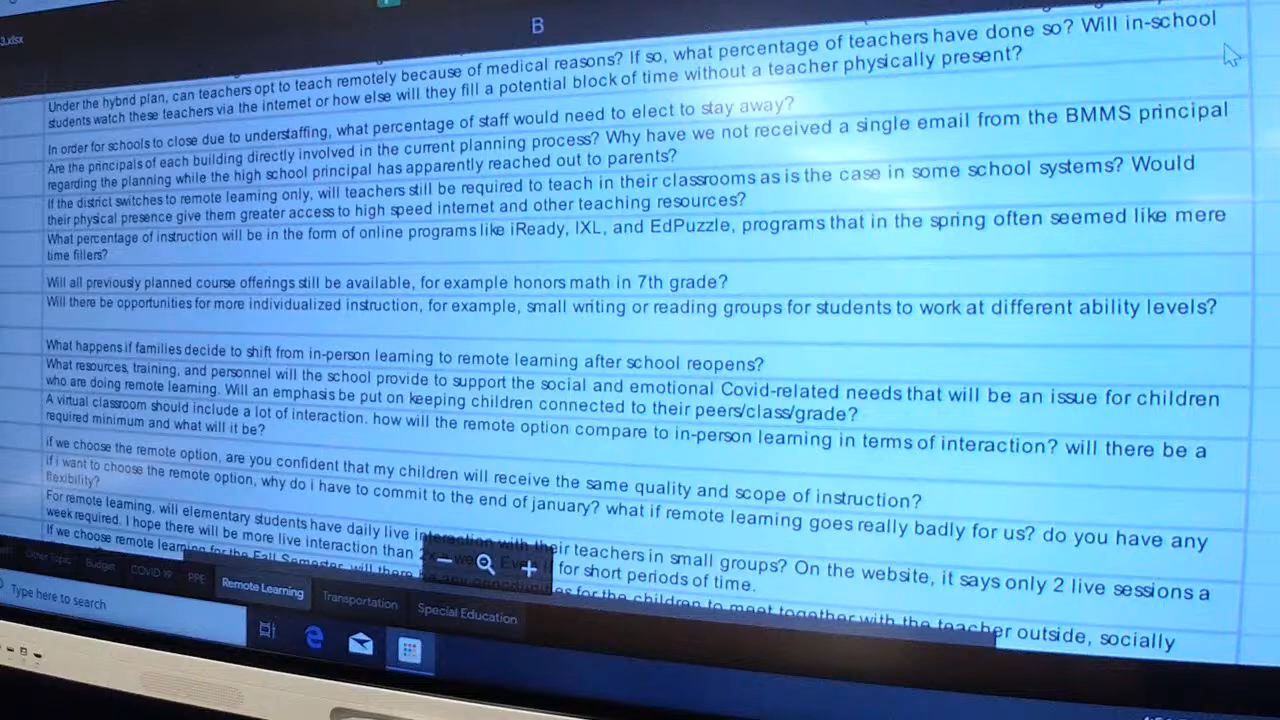 3.xlsx
B
Under the hybrid plan, can teachers opt to teach remotely because of medical reasons? If so, what percentage of teachers have done so? Will in-school
students watch these teachers via the internet or how else will they fill a potential block of time without a teacher physically present?
In order for schools to close due to understaffing, what percentage of staff would need to elect to stay away?
Are the principals of each building directly involved in the current planning process? Why have we not received a single email from the BMMS principal
regarding the planning while the high school principal has apparently reached out to parents?
If the district switches to remote learning only, will teachers still be required to teach in their classrooms as is the case in some school systems? Would
their physical presence give them greater access to high speed internet and other teaching resources?
What percentage of instruction will be in the form of online programs like iReady, IXL, and EdPuzzle, programs that in the spring often seemed like mere
time fillers?
Will all previously planned course offerings still be available, for example honors math in 7th grade?
Will there be opportunities for more individualized instruction, for example, small writing or reading groups for students to work at different ability levels?
What happens if families decide to shift from in-person learning to remote learning after school reopens?
What resources, training, and personnel will the school provide to support the social and emotional Covid-related needs that will be an issue for children
who are doing remote learning. Will an emphasis be put on keeping children connected to their peers/class/grade?
A virtual classroom should include a lot of interaction. how will the remote option compare to in-person learning in terms of interaction? will there be a
required minimum and what will it be?
if we choose the remote option, are you confident that my children will receive the same quality and scope of instruction?
if i want to choose the remote option, why do i have to commit to the end of january? what if remote learning goes really badly for us? do you have any
flexibility?
For remote learning, will elementary students have daily live interaction with their teachers in small groups? On the website, it says only 2 live sessions a
week required. I hope there will be more live interaction than 2x a week. Even if for short periods of time.
If we choose remote learning for the Fall Semester, will there be any opportunities for the children to meet together with the teacher outside, socially
Other Topic
Budget
COVID 19
PPE
Remote Learning
Transportation
Special Education
Type here to search